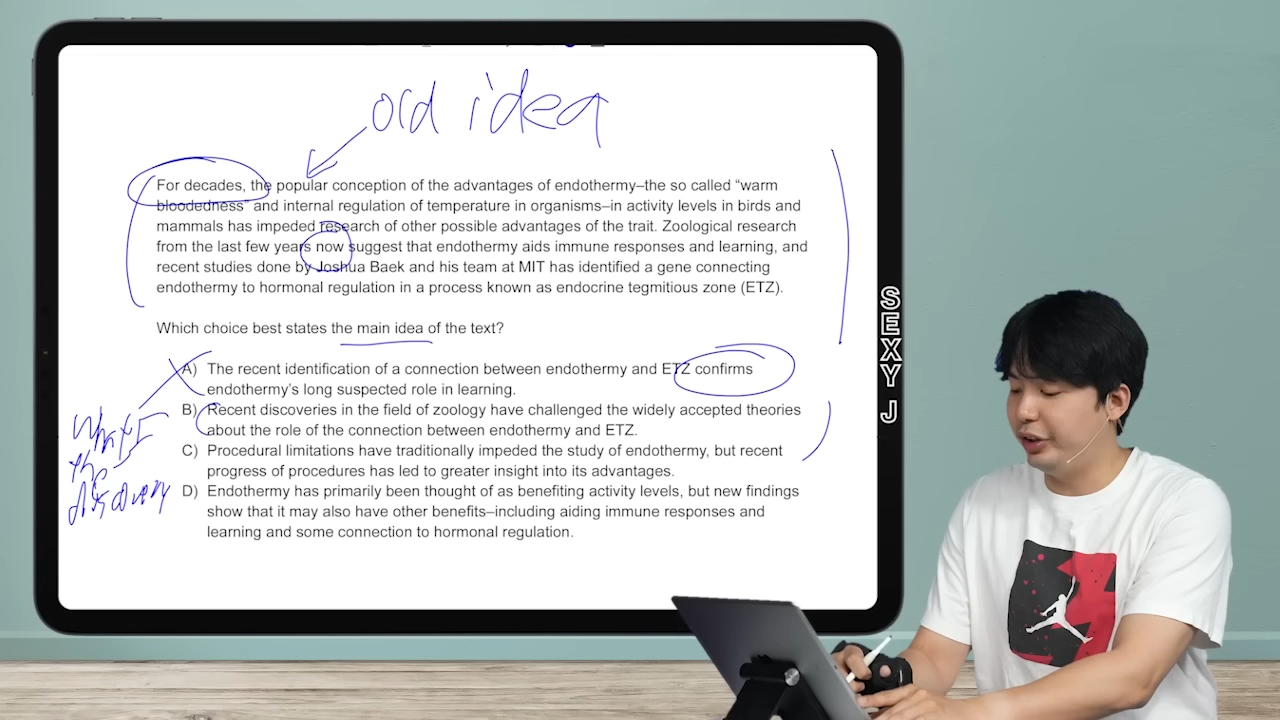 old idea
For decades, the popular conception of the advantages of endothermy–the so called “warm
bloodedness” and internal regulation of temperature in organisms–in activity levels in birds and
mammals has impeded research of other possible advantages of the trait. Zoological research
from the last few years now suggest that endothermy aids immune responses and learning, and
recent studies done by Joshua Baek and his team at MIT has identified a gene connecting
endothermy to hormonal regulation in a process known as endocrine tegmitious zone (ETZ).
Which choice best states the main idea of the text?
A) The recent identification of a connection between endothermy and ETZ confirms
endothermy’s long suspected role in learning.
B) Recent discoveries in the field of zoology have challenged the widely accepted theories
about the role of the connection between endothermy and ETZ.
C) Procedural limitations have traditionally impeded the study of endothermy, but recent
progress of procedures has led to greater insight into its advantages.
D) Endothermy has primarily been thought of as benefiting activity levels, but new findings
show that it may also have other benefits–including aiding immune responses and
learning and some connection to hormonal regulation.
the
discovery
SEXY J